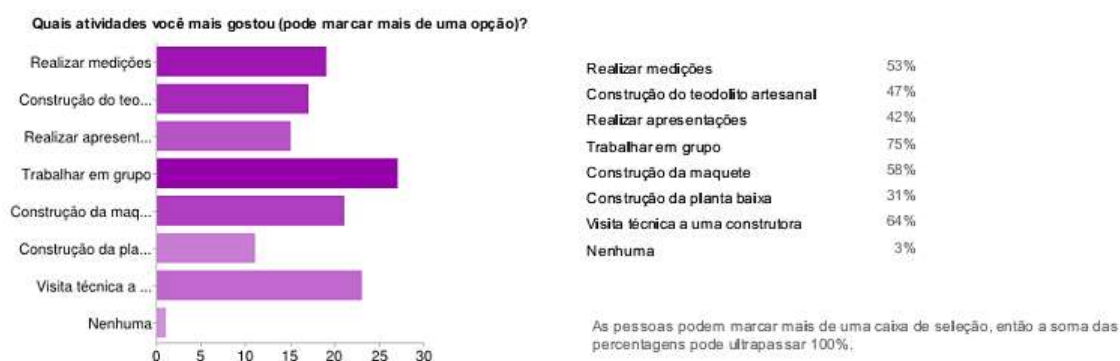 Quais atividades você mais gostou (pode marcar mais de uma opção)?
Realizar medições
Construção do teo...
Realizar apresent...
Trabalhar em grupo
Construção da maq...
Construção da pla...
Visita técnica a ...
Nenhuma
0 5 10 15 20 25 30
Realizar medições 53%
Construção do teodolito artesanal 47%
Realizar apresentações 42%
Trabalhar em grupo 75%
Construção da maquete 58%
Construção da planta baixa 31%
Visita técnica a uma construtora 64%
Nenhuma 3%
As pessoas podem marcar mais de uma caixa de seleção, então a soma das
percentagens pode ultrapassar 100%.